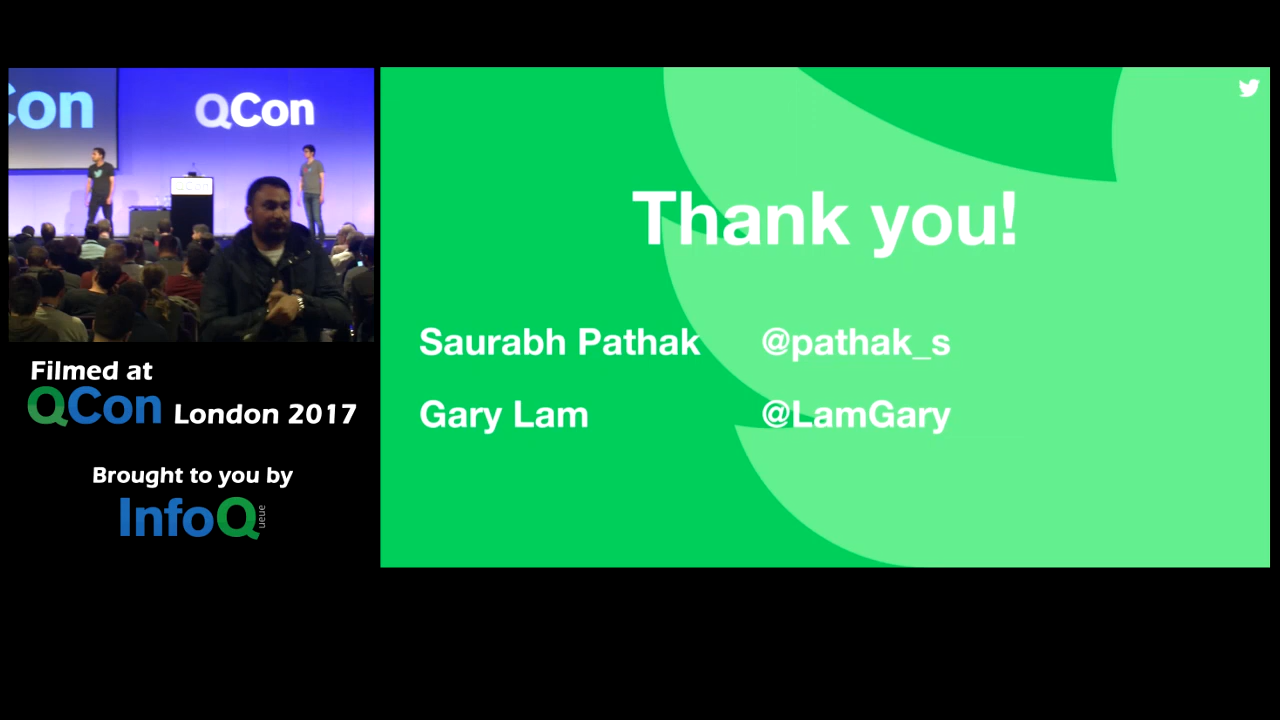 Con
QCon
Filmed at
QCon London 2017
Brought to you by
InfoQueue
Thank you!
Saurabh Pathak @pathak_s
Gary Lam @LamGary